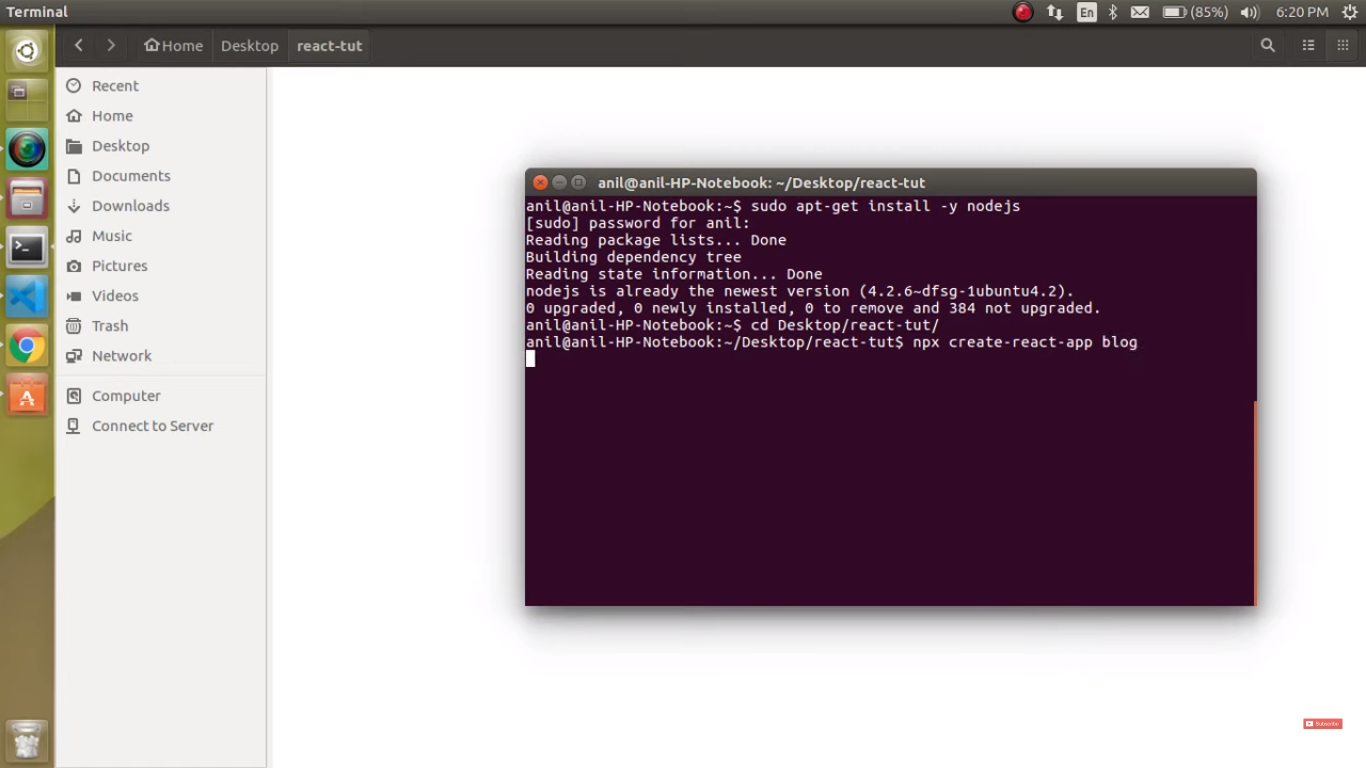 Terminal
En
(85%)
6:20 PM
Home
Desktop
react-tut
Recent
Home
Desktop
Documents
Downloads
Music
Pictures
Videos
Trash
Network
Computer
Connect to Server
anil@anil-HP-Notebook: ~/Desktop/react-tut
anil@anil-HP-Notebook:~$ sudo apt-get install -y nodejs
[sudo] password for anil:
Reading package lists... Done
Building dependency tree
Reading state information... Done
nodejs is already the newest version (4.2.6~dfsg-1ubuntu4.2).
0 upgraded, 0 newly installed, 0 to remove and 384 not upgraded.
anil@anil-HP-Notebook:~$ cd Desktop/react-tut/
anil@anil-HP-Notebook:~/Desktop/react-tut$ npx create-react-app blog
Subscribe